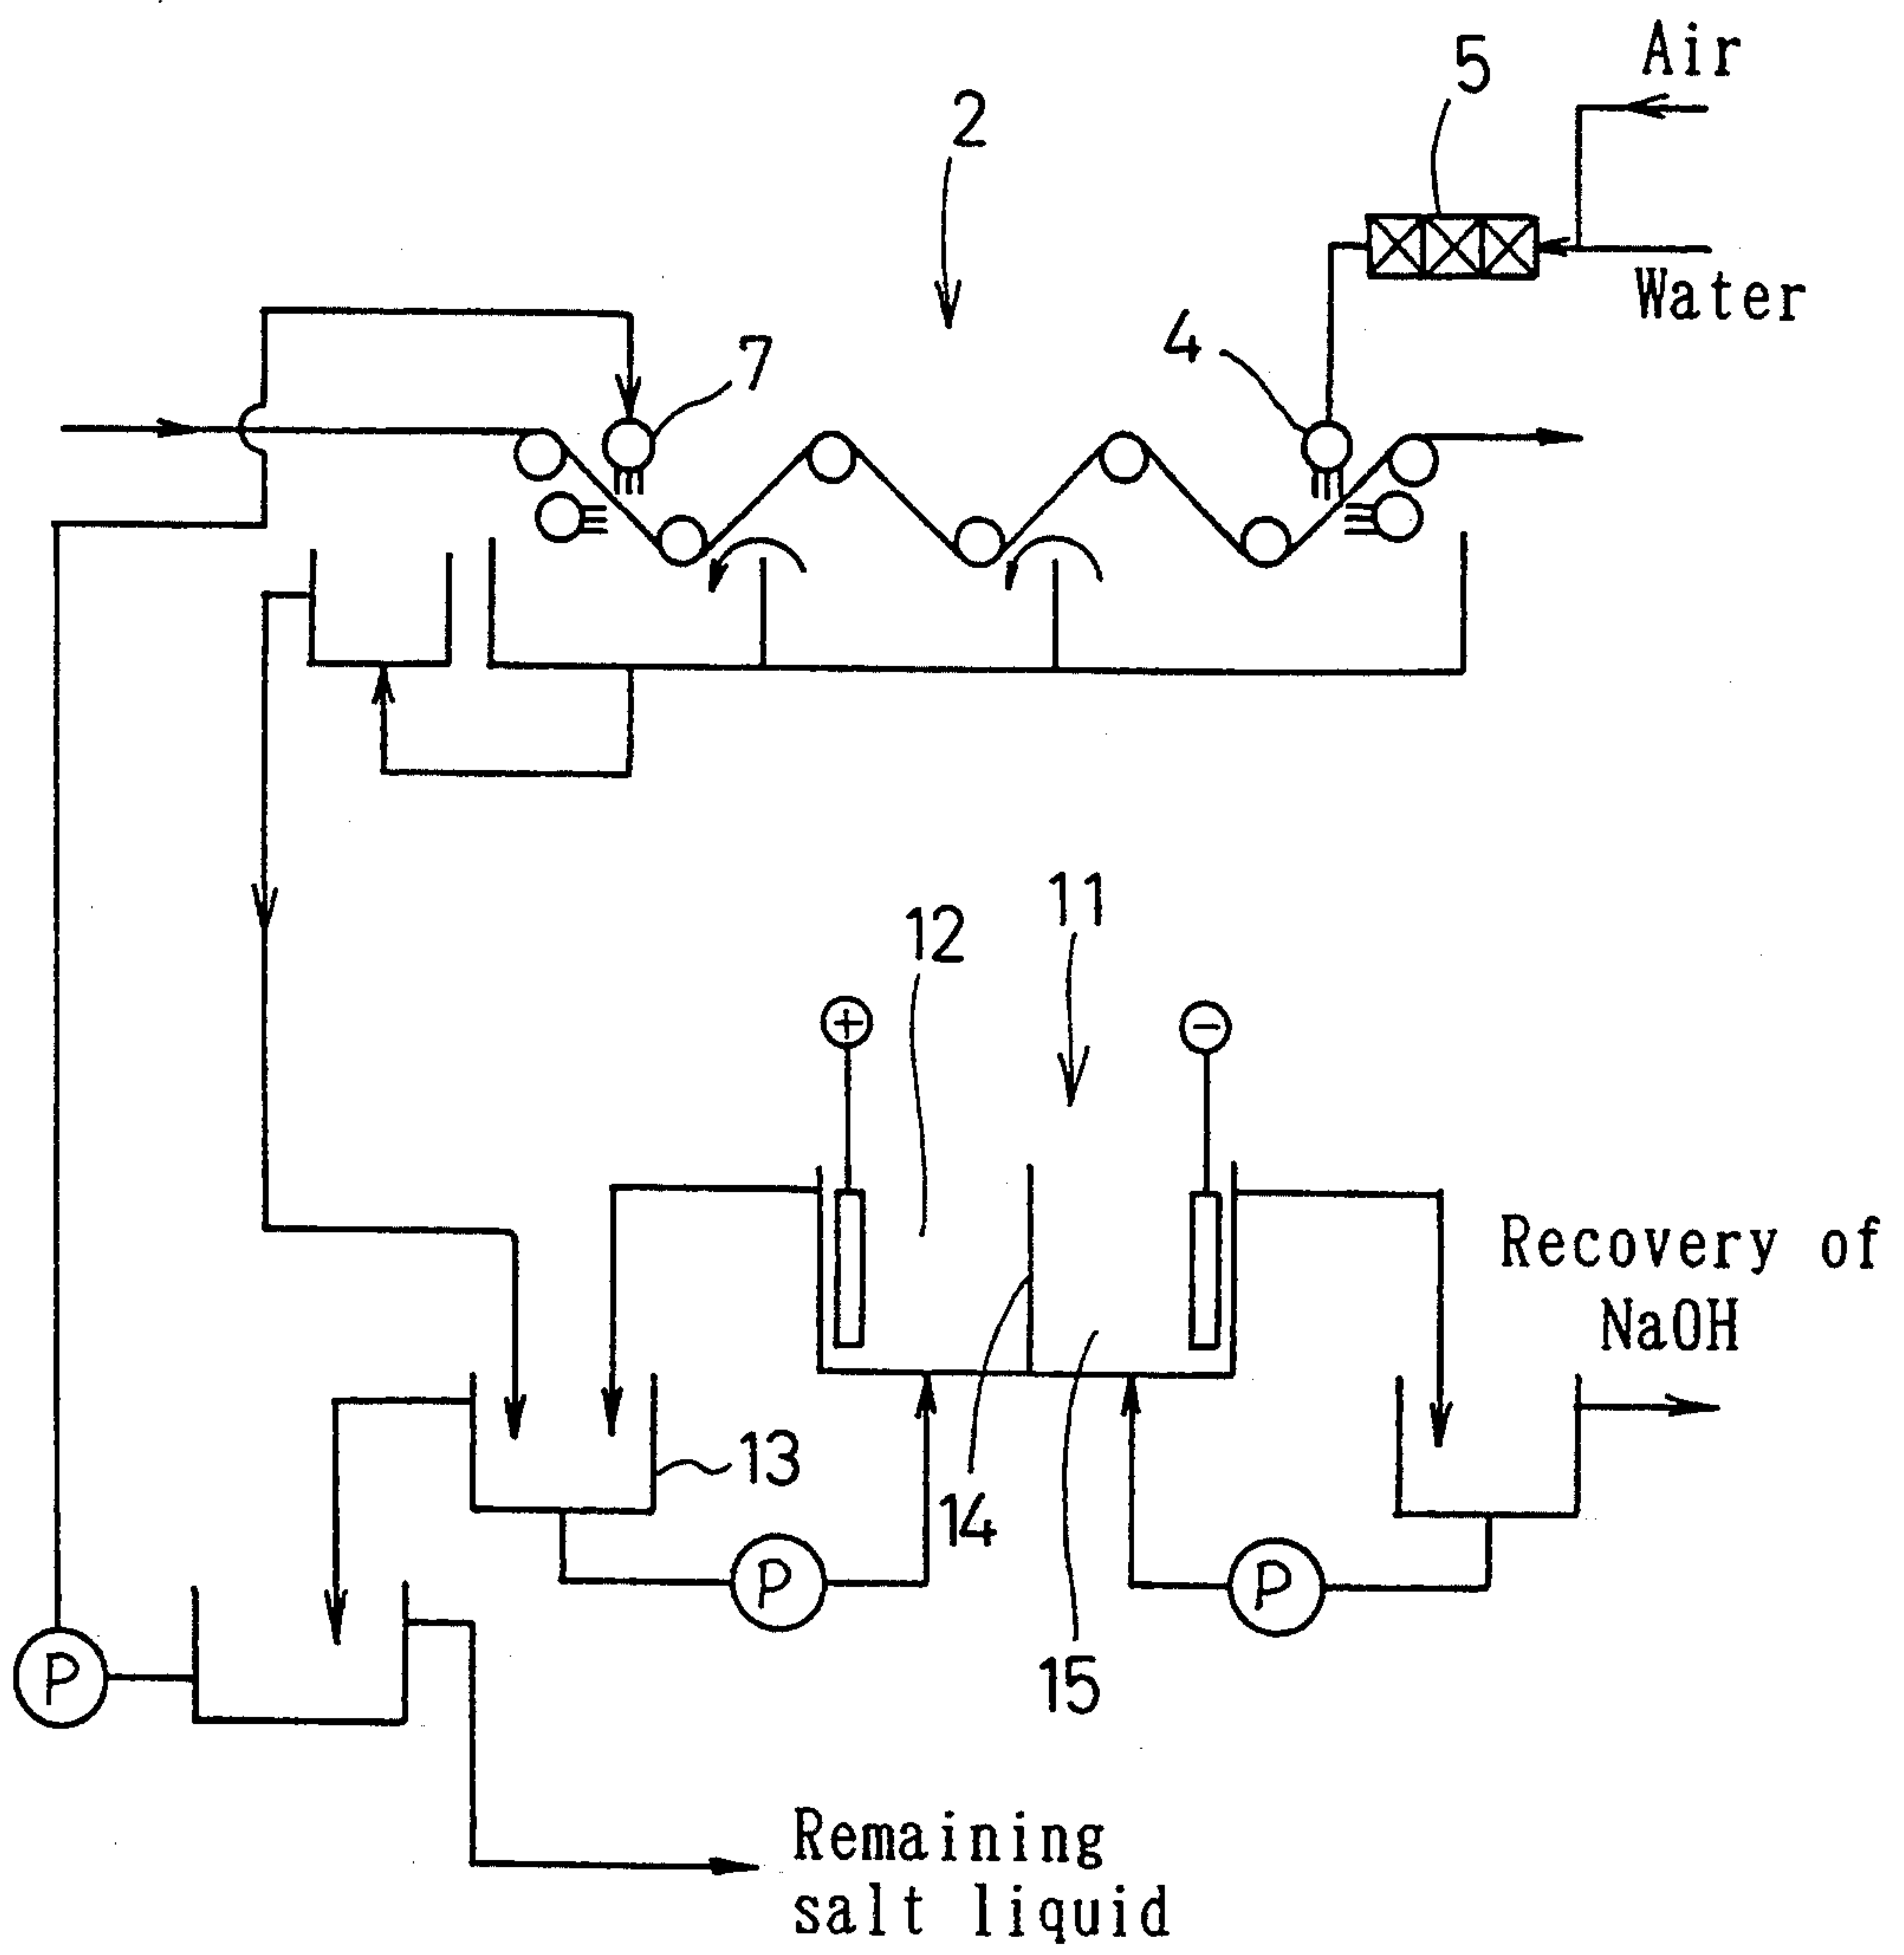 Air
5
2
Water
7
4
11
12
+
−
Recovery of
NaOH
13
14
P
P
15
P
Remaining
salt liquid